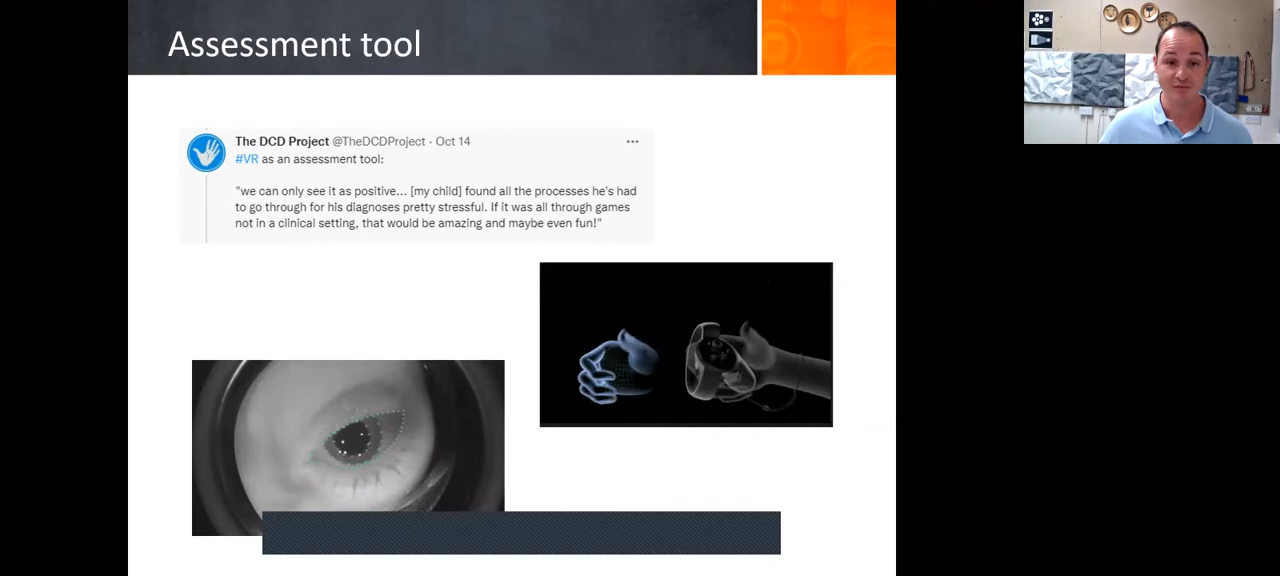 Assessment tool
The DCD Project @TheDCDProject · Oct 14
#VR as an assessment tool:
"we can only see it as positive... [my child] found all the processes he's had
to go through for his diagnoses pretty stressful. If it was all through games
not in a clinical setting, that would be amazing and maybe even fun!"